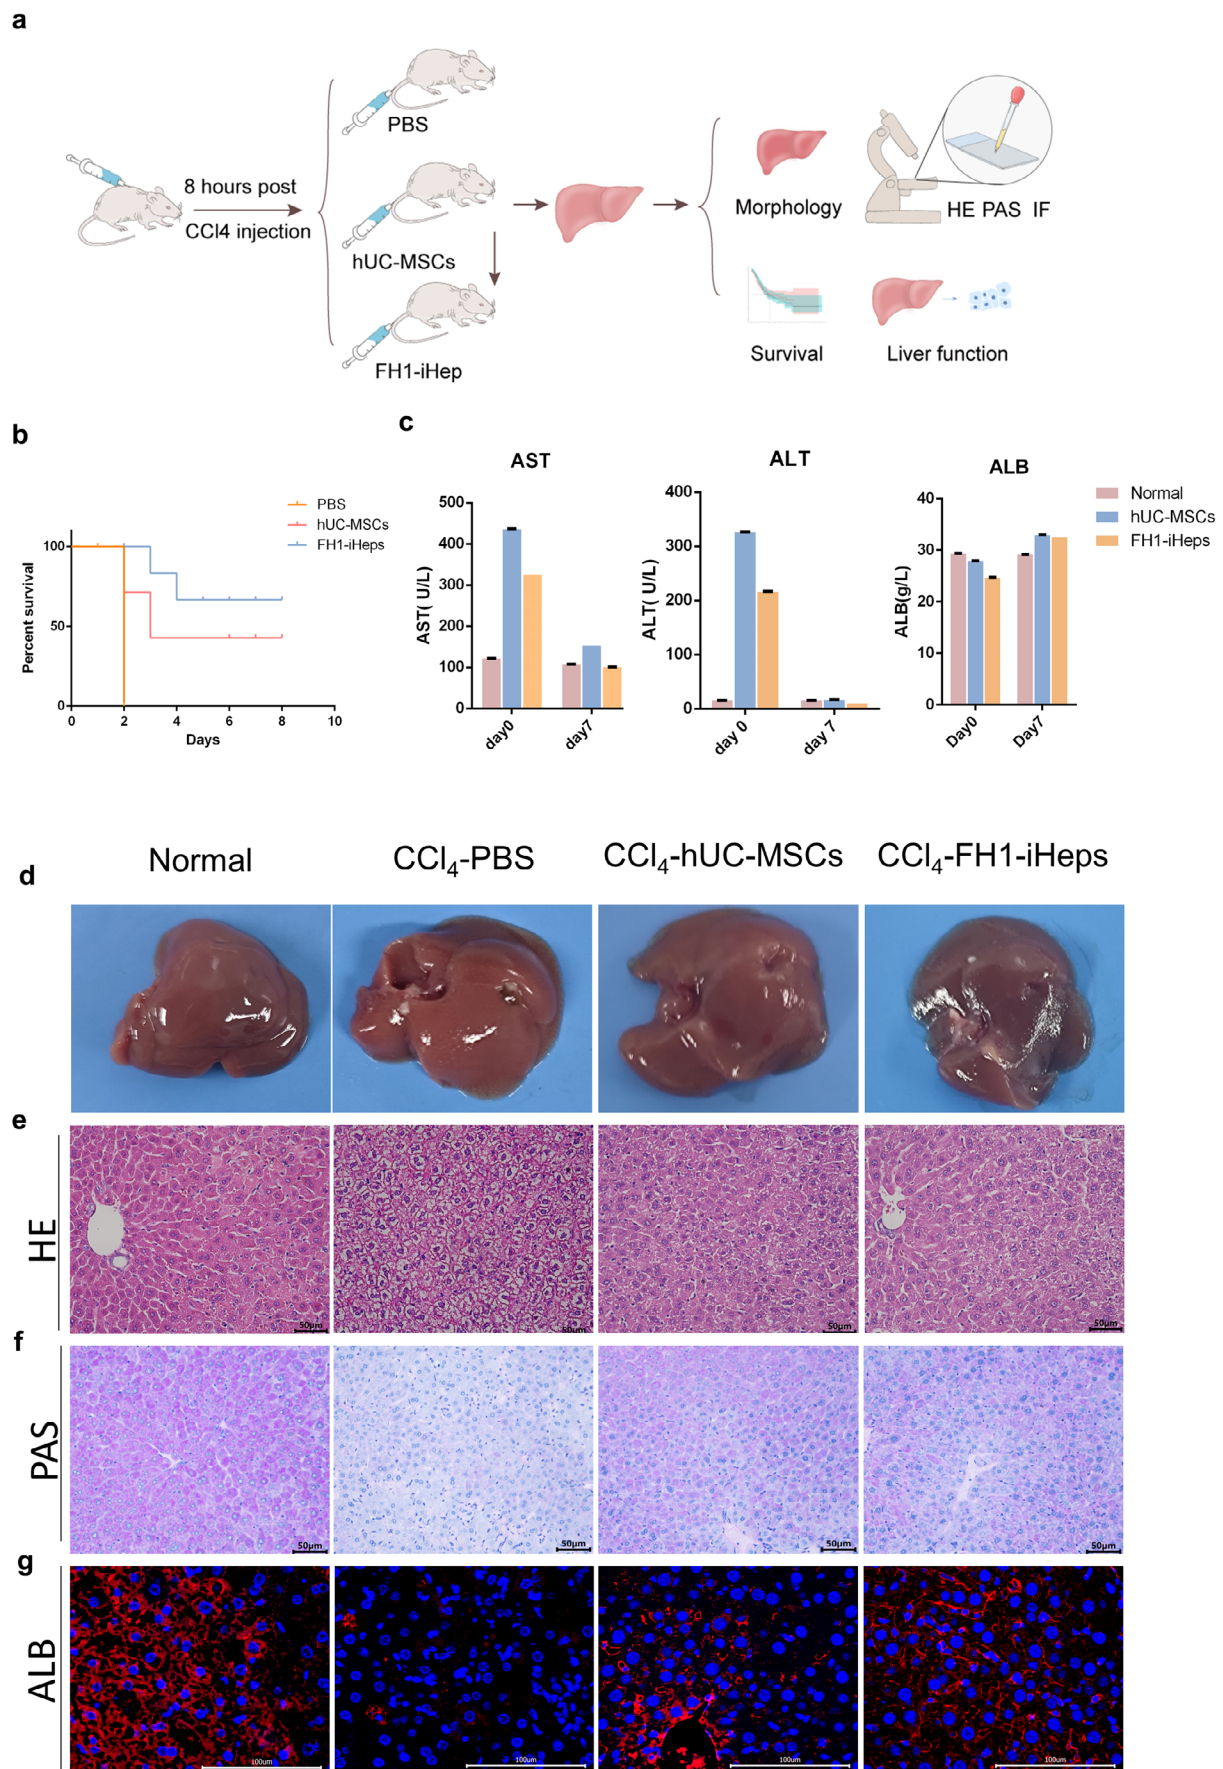 a
PBS
8 hours post
CCl4 injection
hUC-MSCs
FH1-iHep
Morphology
HE PAS IF
Survival
Liver function
b
PBS
hUC-MSCs
FH1-iHeps
100
50
0
Percent survival
0 2 4 6 8 10
Days
c
AST
500
400
300
200
100
0
AST( U/L)
day0 day7
ALT
400
300
200
100
0
ALT( U/L)
day 0 day 7
ALB
40
30
20
10
0
ALB(g/L)
Day0 Day7
Normal
hUC-MSCs
FH1-iHeps
d
Normal CCl4-PBS CCl4-hUC-MSCs CCl4-FH1-iHeps
e
HE
50μm 50μm 50μm 50μm
f
PAS
50μm 50μm 50μm 50μm
g
ALB
100um 100um 100um 100um